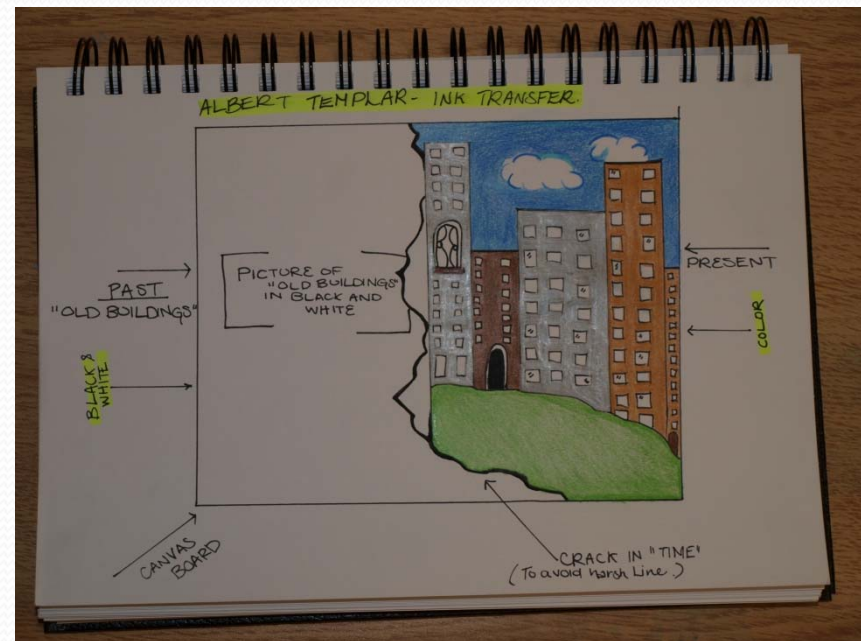 ALBERT TEMPLAR - INK TRANSFER.
PAST
"OLD BUILDINGS"
BLACK &
WHITE
PICTURE OF
"OLD BUILDINGS"
IN BLACK AND
WHITE
PRESENT
COLOR
CANVAS
BOARD
CRACK IN "TIME"
(To avoid harsh Line.)